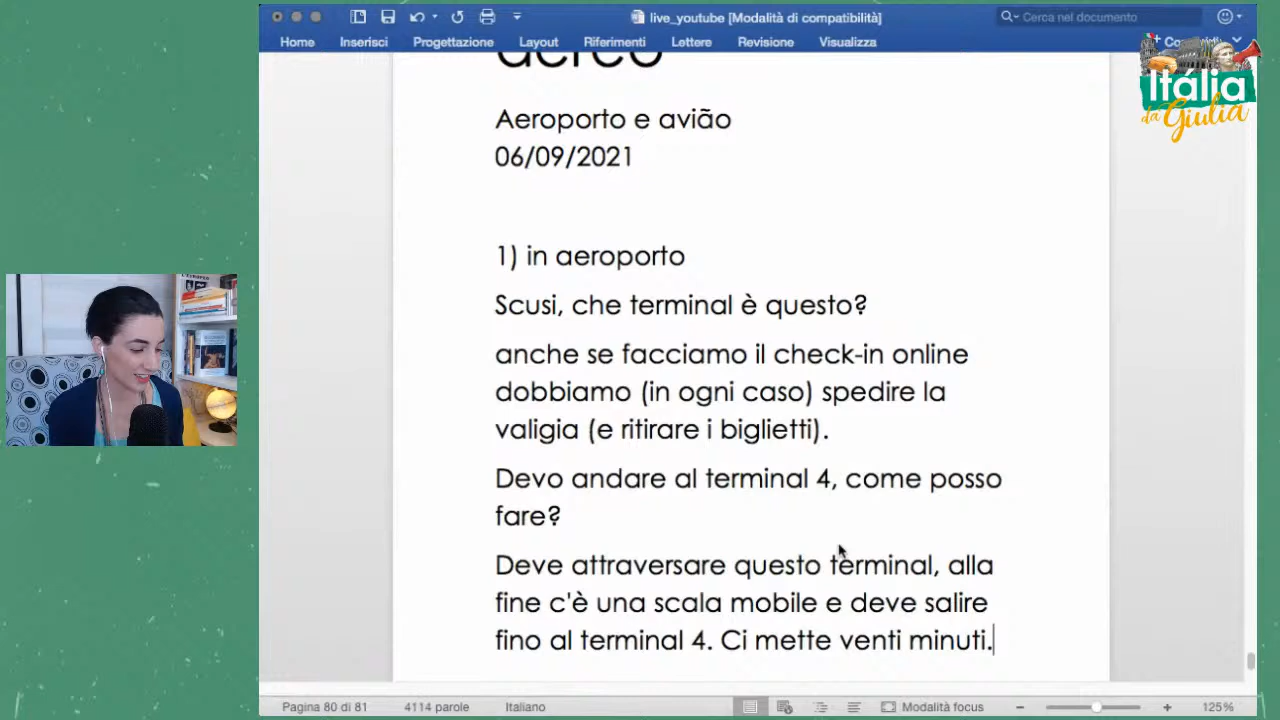 live_youtube [Modalità di compatibilità]
Cerca nel documento
Home Inserisci Progettazione Layout Riferimenti Lettere Revisione Visualizza
Itália
da Giulia
aereo
Aeroporto e avião
06/09/2021
1) in aeroporto
Scusi, che terminal è questo?
anche se facciamo il check-in online
dobbiamo (in ogni caso) spedire la
valigia (e ritirare i biglietti).
Devo andare al terminal 4, come posso
fare?
Deve attraversare questo terminal, alla
fine c'è una scala mobile e deve salire
fino al terminal 4. Ci mette venti minuti.
Pagina 80 di 81 4114 parole Italiano Modalità focus 125%